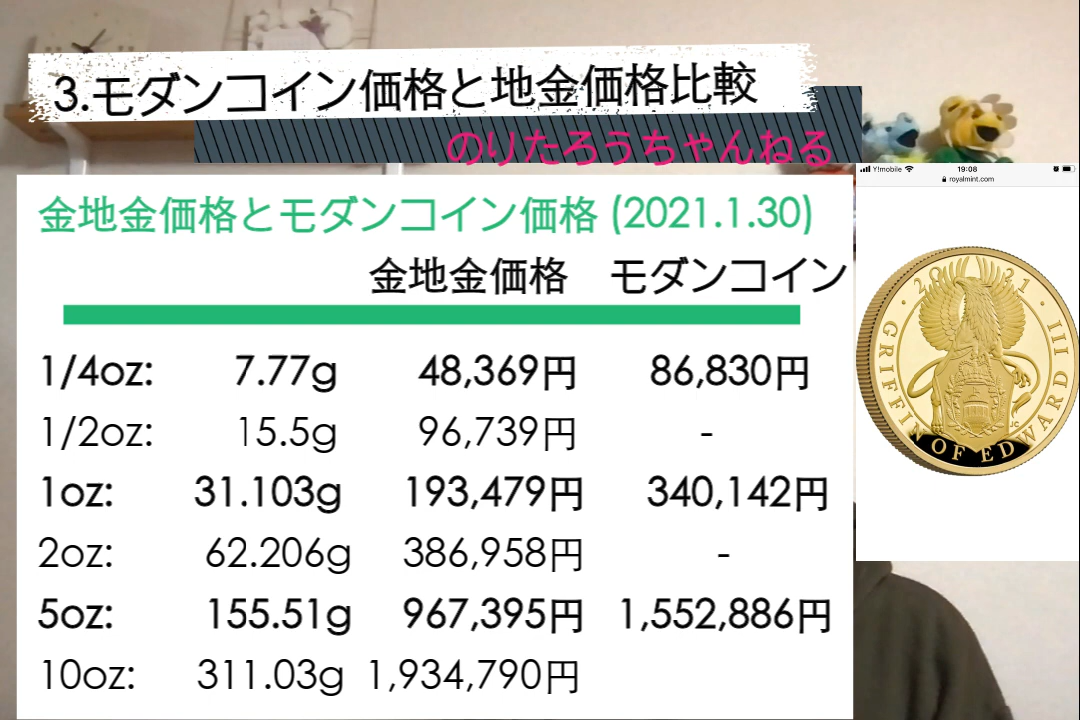 3.モダンコイン価格と地金価格比較
のりたろうちゃんねる
金地金価格とモダンコイン価格 (2021.1.30)
金地金価格 モダンコイン
1/4oz: 7.77g 48,369円 86,830円
1/2oz: 15.5g 96,739円 -
1oz: 31.103g 193,479円 340,142円
2oz: 62.206g 386,958円 -
5oz: 155.51g 967,395円 1,552,886円
10oz: 311.03g 1,934,790円
Y!mobile 19:08
royalmint.com
· 2021 ·
GRIFFIN OF EDWARD III
JC